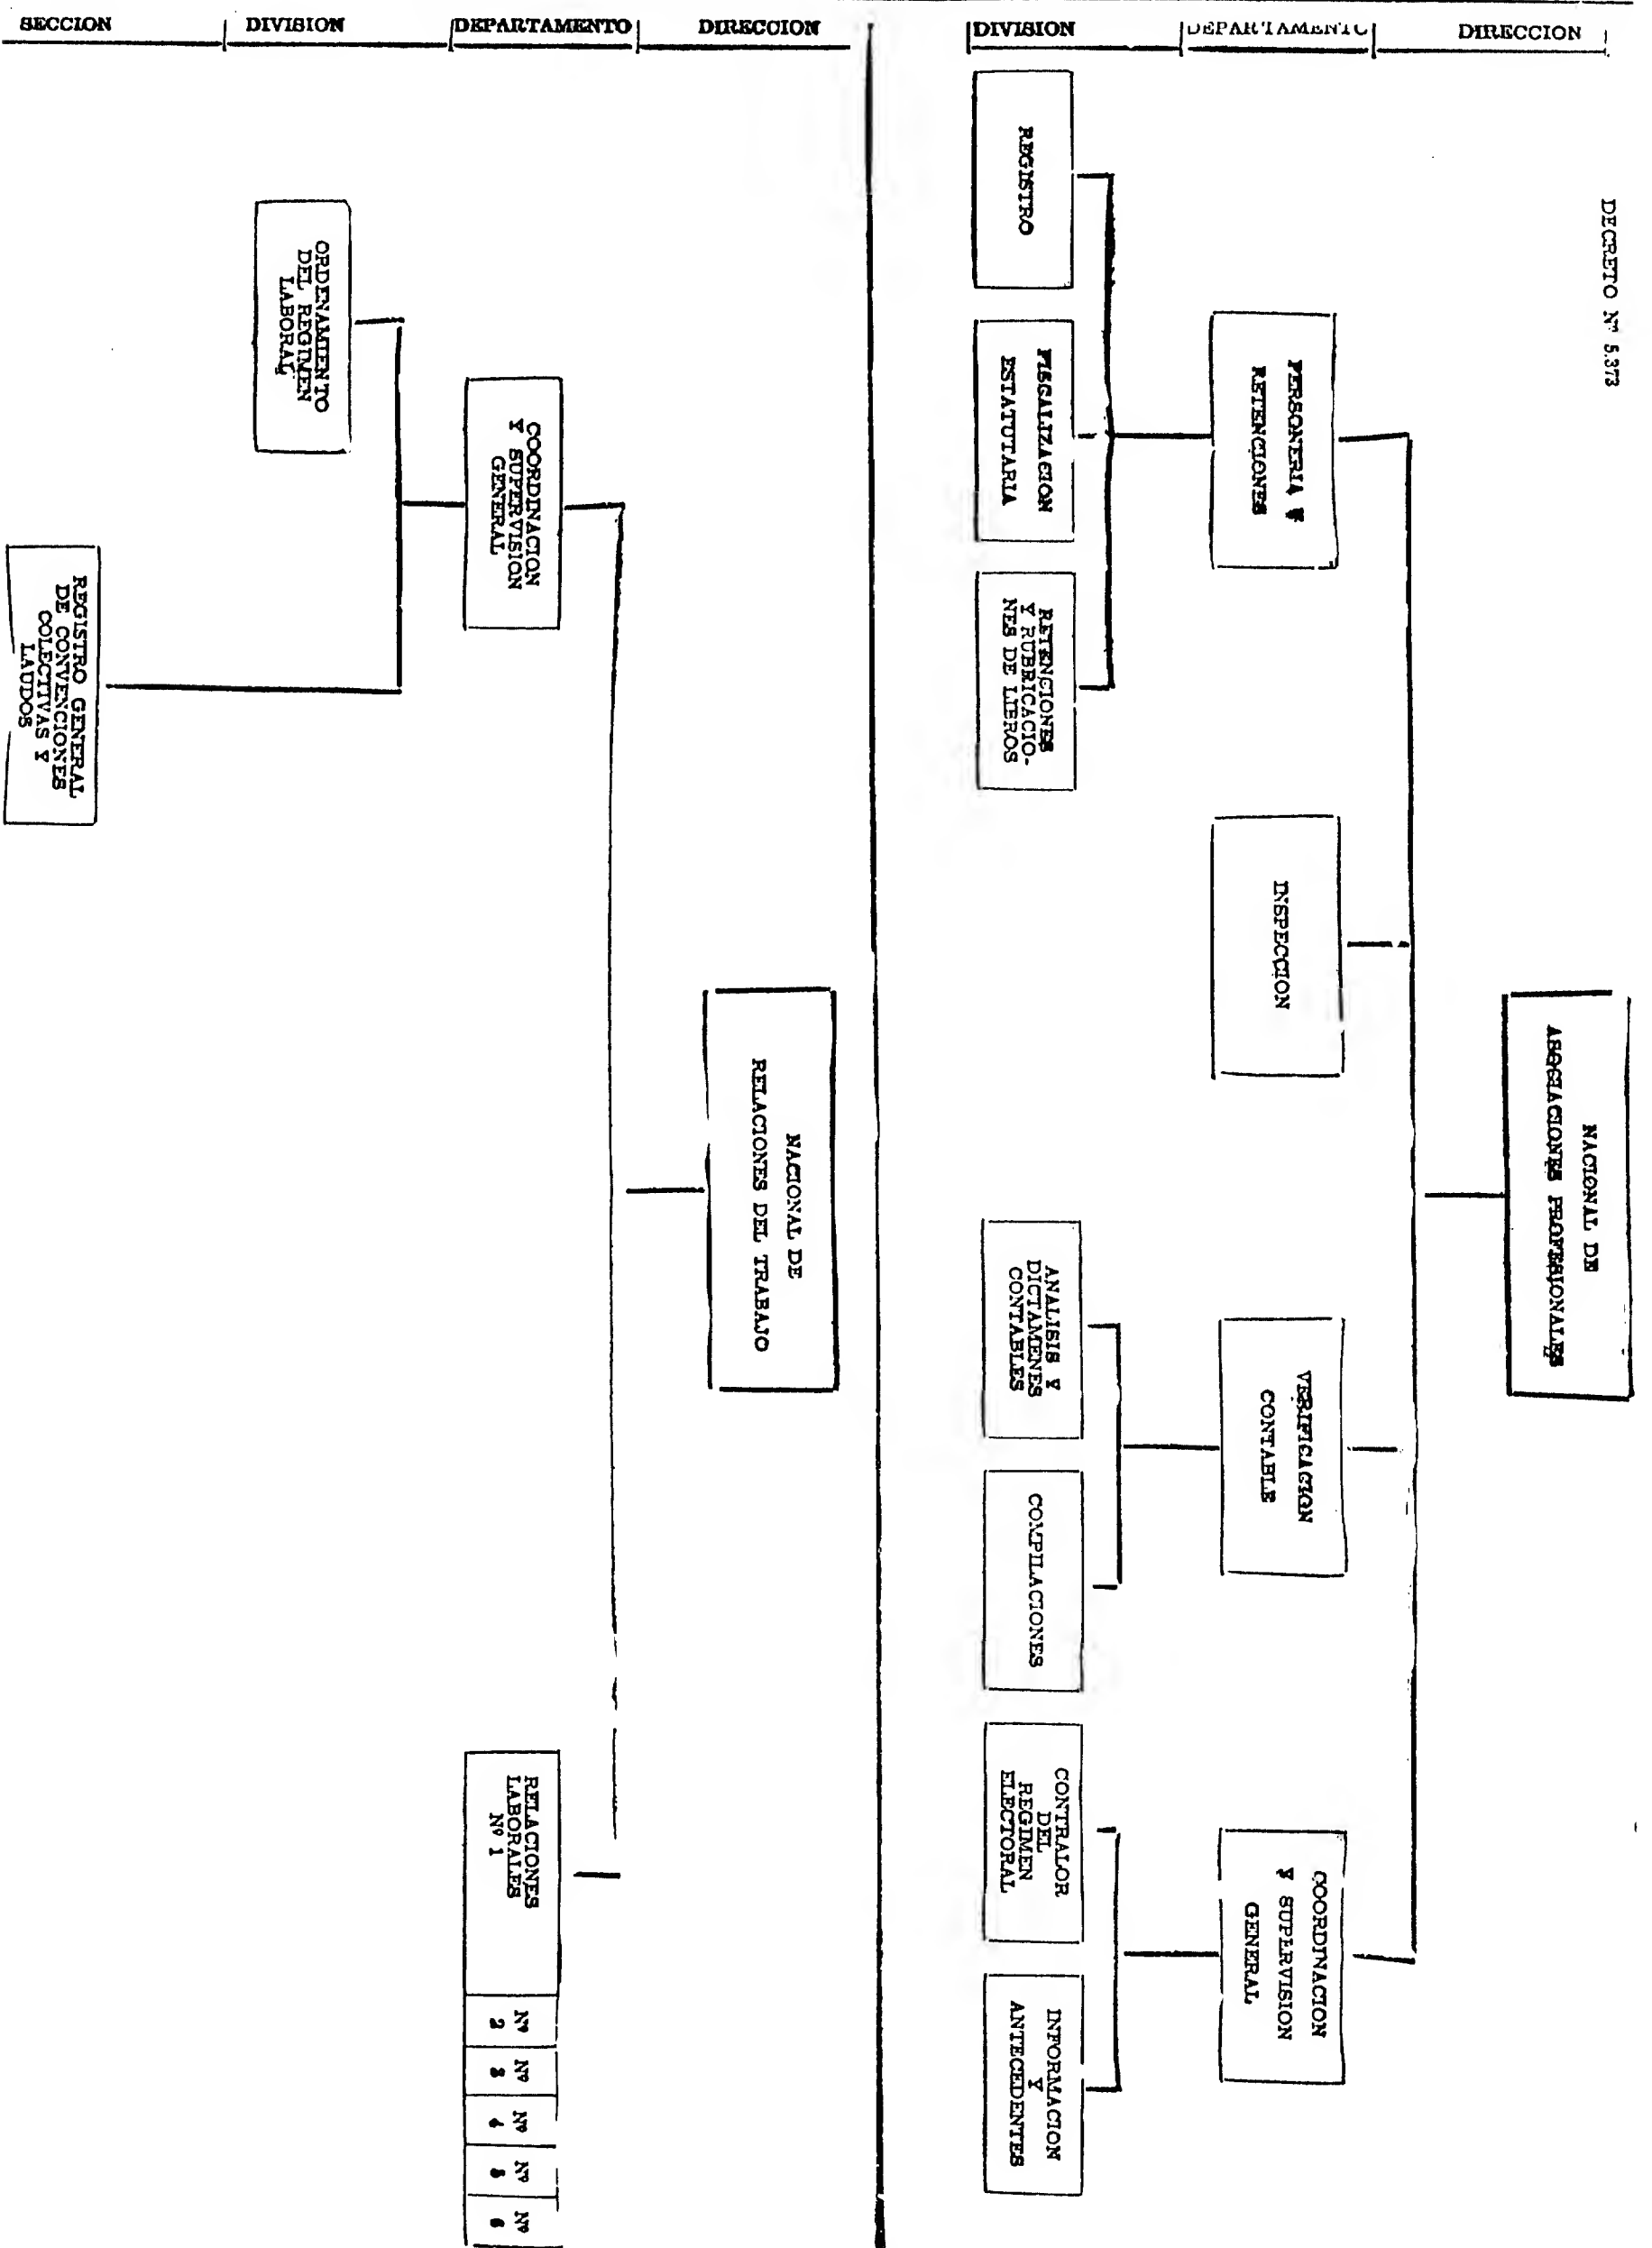 SECCION
DIVISION
DEPARTAMENTO
DIRECCION
DIVISION
DEPARTAMENTO
DIRECCION
DECRETO Nº 5.373
NACIONAL DE
ASOCIACIONES PROFESIONALES
PERSONERIA Y
RETENCIONES
INSPECCION
VERIFICACION
CONTABLE
COORDINACION
Y SUPERVISION
GENERAL
REGISTRO
FISCALIZACION
ESTATUTARIA
RETENCIONES
Y RUBRICACIO-
NES DE LIBROS
ANALISIS Y
DICTAMENES
CONTABLES
COMPILACIONES
CONTRALOR
DEL
REGIMEN
ELECTORAL
INFORMACION
Y
ANTECEDENTES
NACIONAL DE
RELACIONES DEL TRABAJO
COORDINACION
Y SUPERVISION
GENERAL
RELACIONES
LABORALES
Nº 1
Nº
2
Nº
3
Nº
4
Nº
5
Nº
6
ORDENAMIENTO
DEL REGIMEN
LABORAL
REGISTRO GENERAL
DE CONVENCIONES
COLECTIVAS Y
LAUDOS